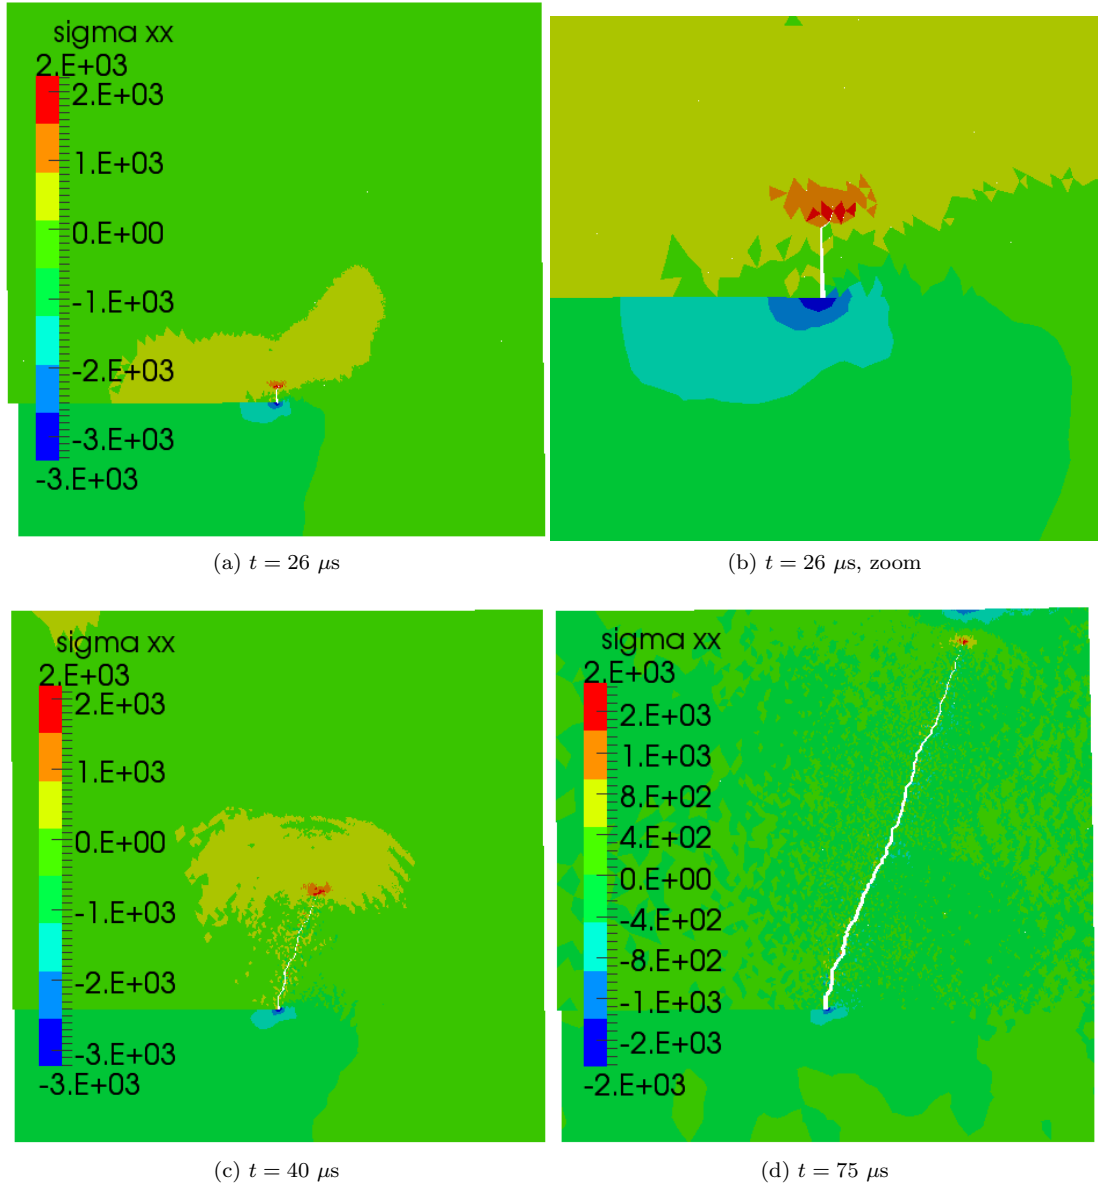 sigma xx
2.E+03
2.E+03
1.E+03
0.E+00
-1.E+03
-2.E+03
-3.E+03
-3.E+03
(a) t = 26 μs
(b) t = 26 μs, zoom
sigma xx
2.E+03
2.E+03
1.E+03
0.E+00
-1.E+03
-2.E+03
-3.E+03
-3.E+03
(c) t = 40 μs
sigma xx
2.E+03
2.E+03
1.E+03
8.E+02
4.E+02
0.E+00
-4.E+02
-8.E+02
-1.E+03
-2.E+03
-2.E+03
(d) t = 75 μs